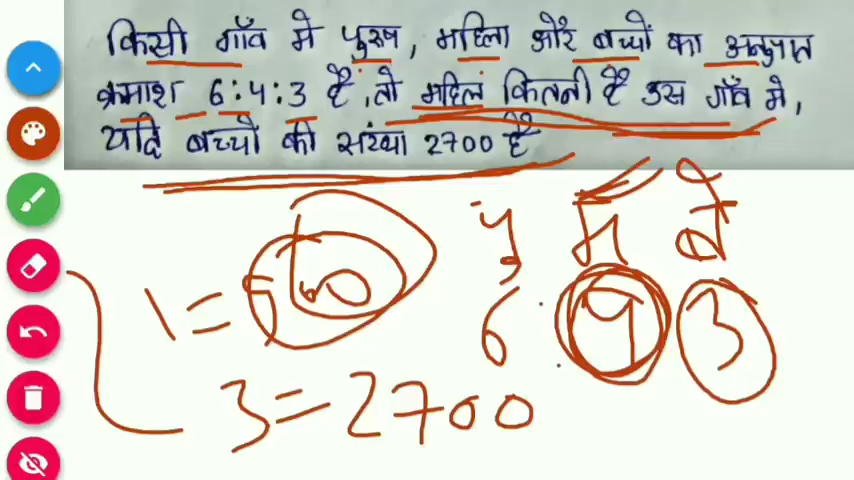 किसी गाँव मे पुरुष, महिला और बच्चों का अनुपात
क्रमाश 6:4:3 है, तो महिल कितनी है उस गाँव मे,
यदि बच्चों की संख्या 2700 है
पु म ब
6 4 3
1=
3=2700